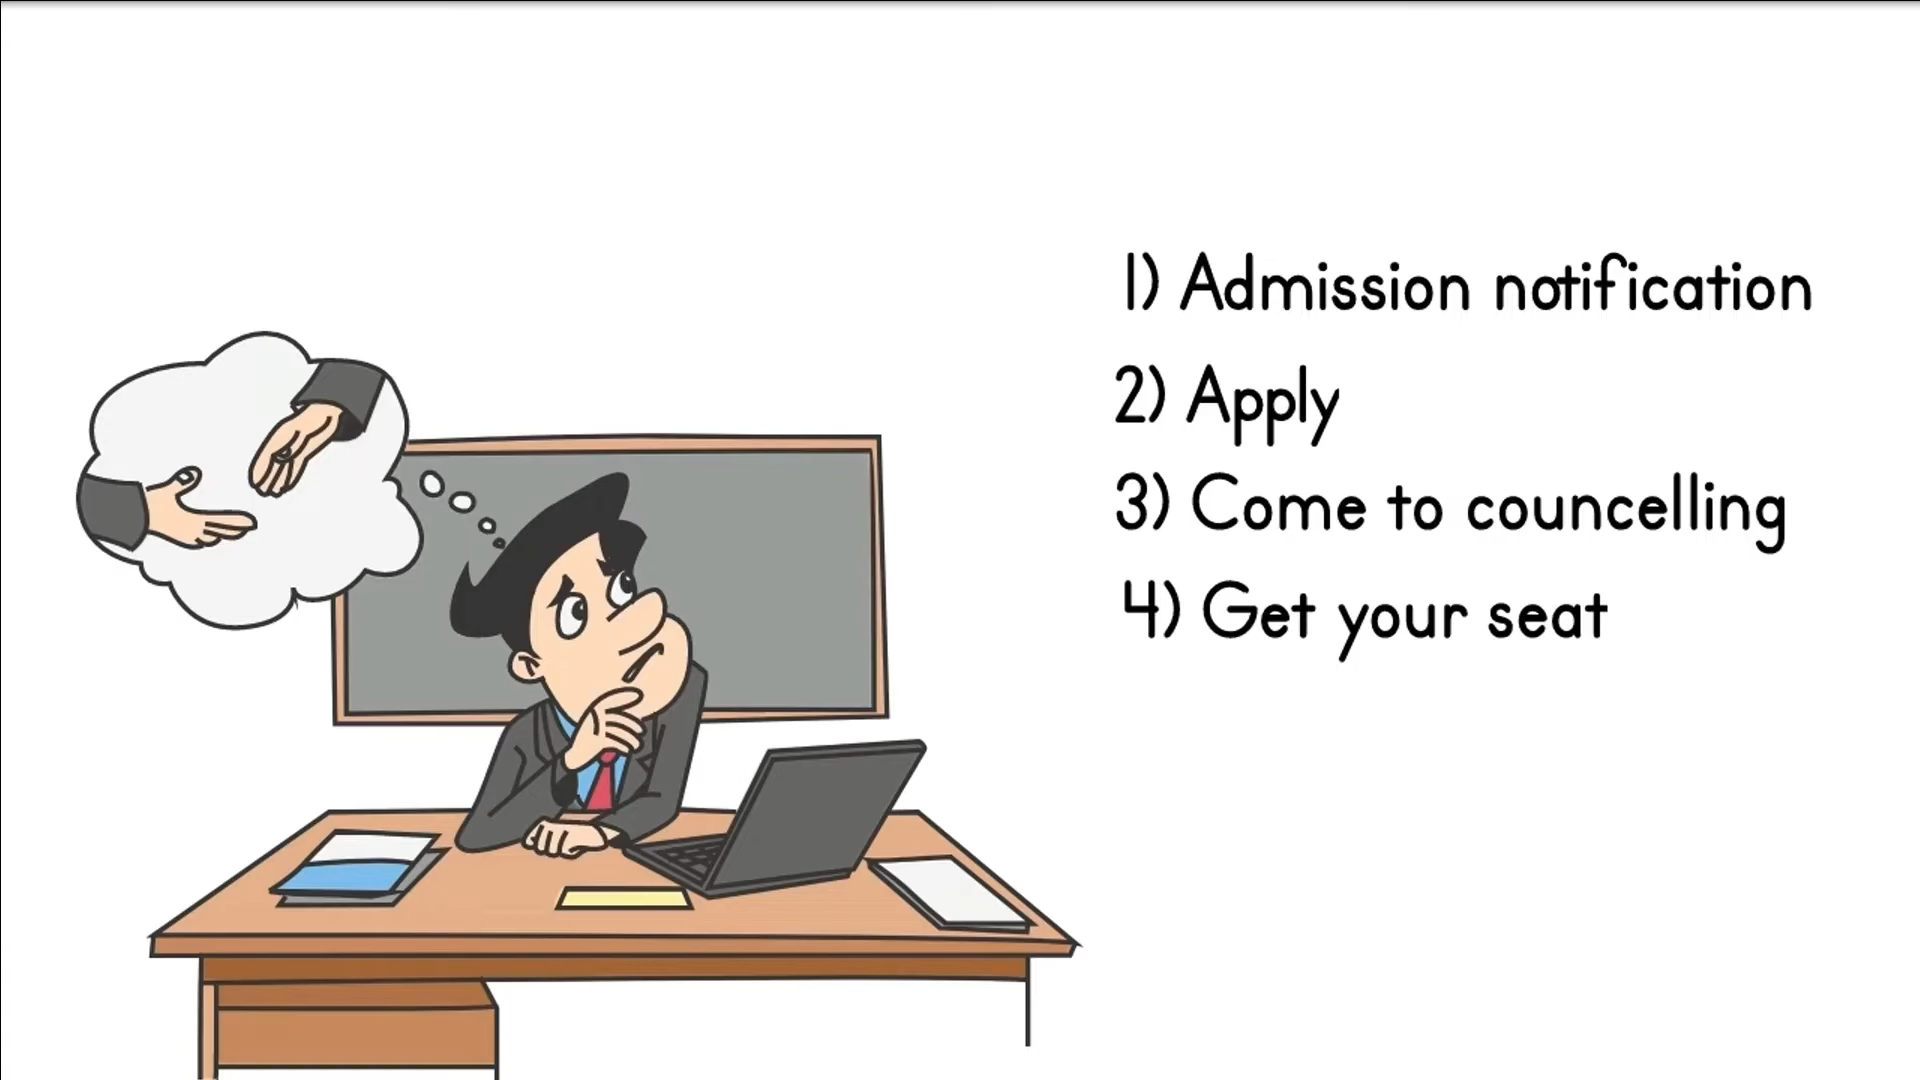 1) Admission notification
2) Apply
3) Come to councelling
4) Get your seat